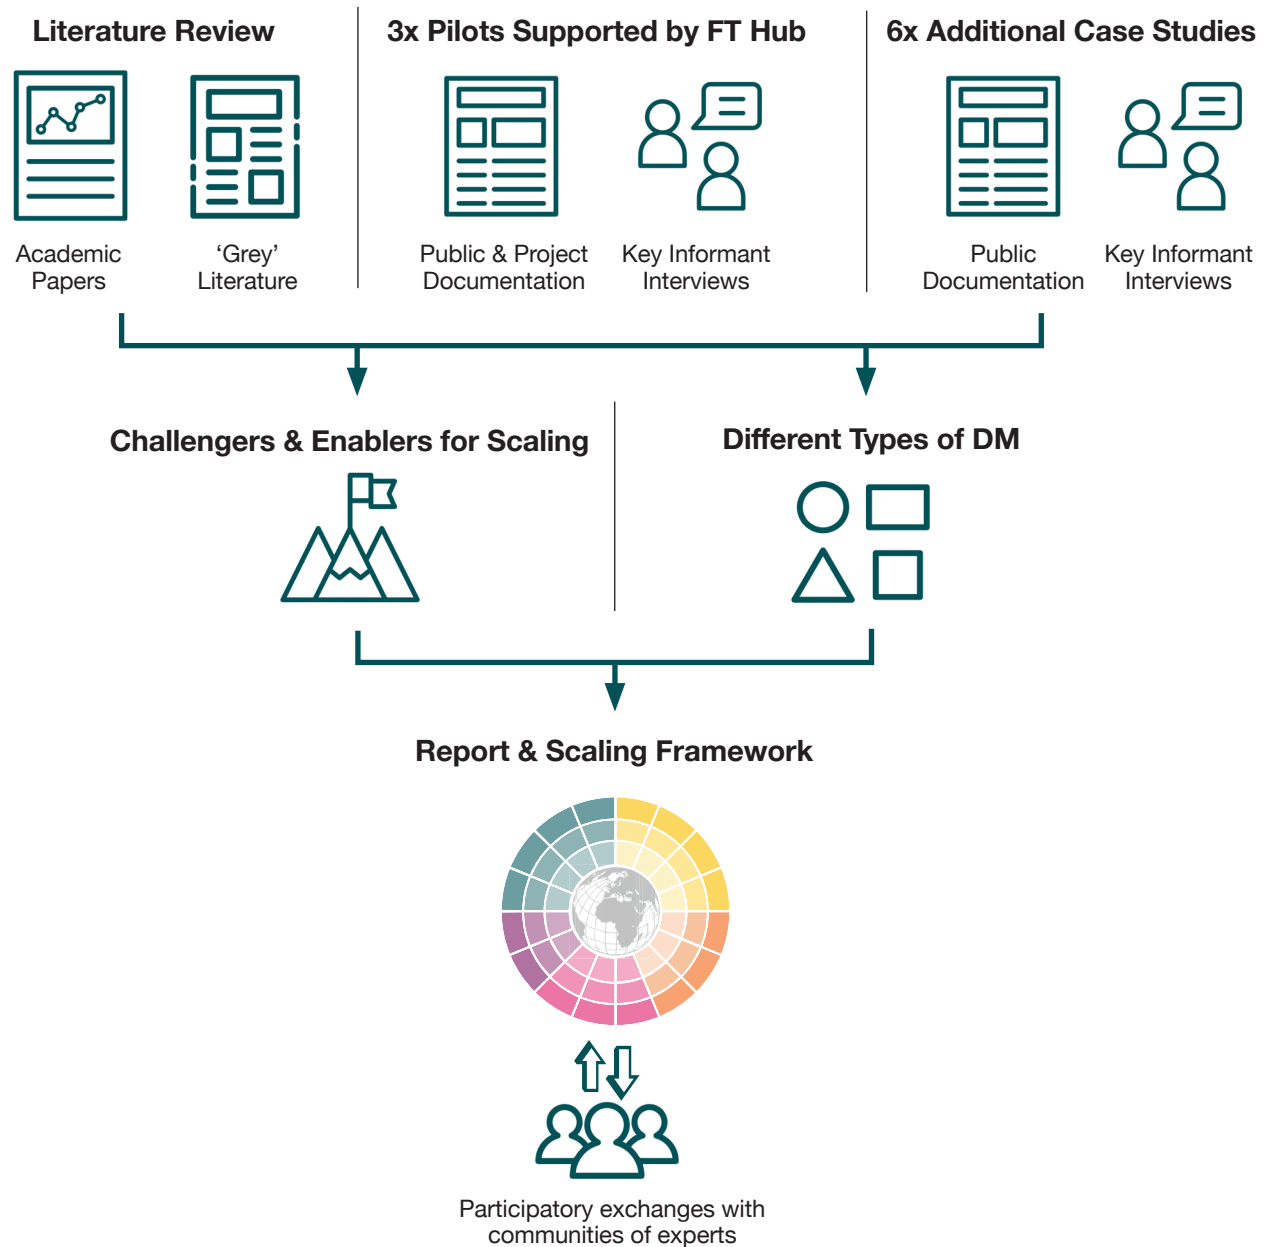 Literature Review
3x Pilots Supported by FT Hub
6x Additional Case Studies
Academic
Papers
‘Grey’
Literature
Public & Project
Documentation
Key Informant
Interviews
Public
Documentation
Key Informant
Interviews
Challengers & Enablers for Scaling
Different Types of DM
Report & Scaling Framework
Participatory exchanges with
communities of experts